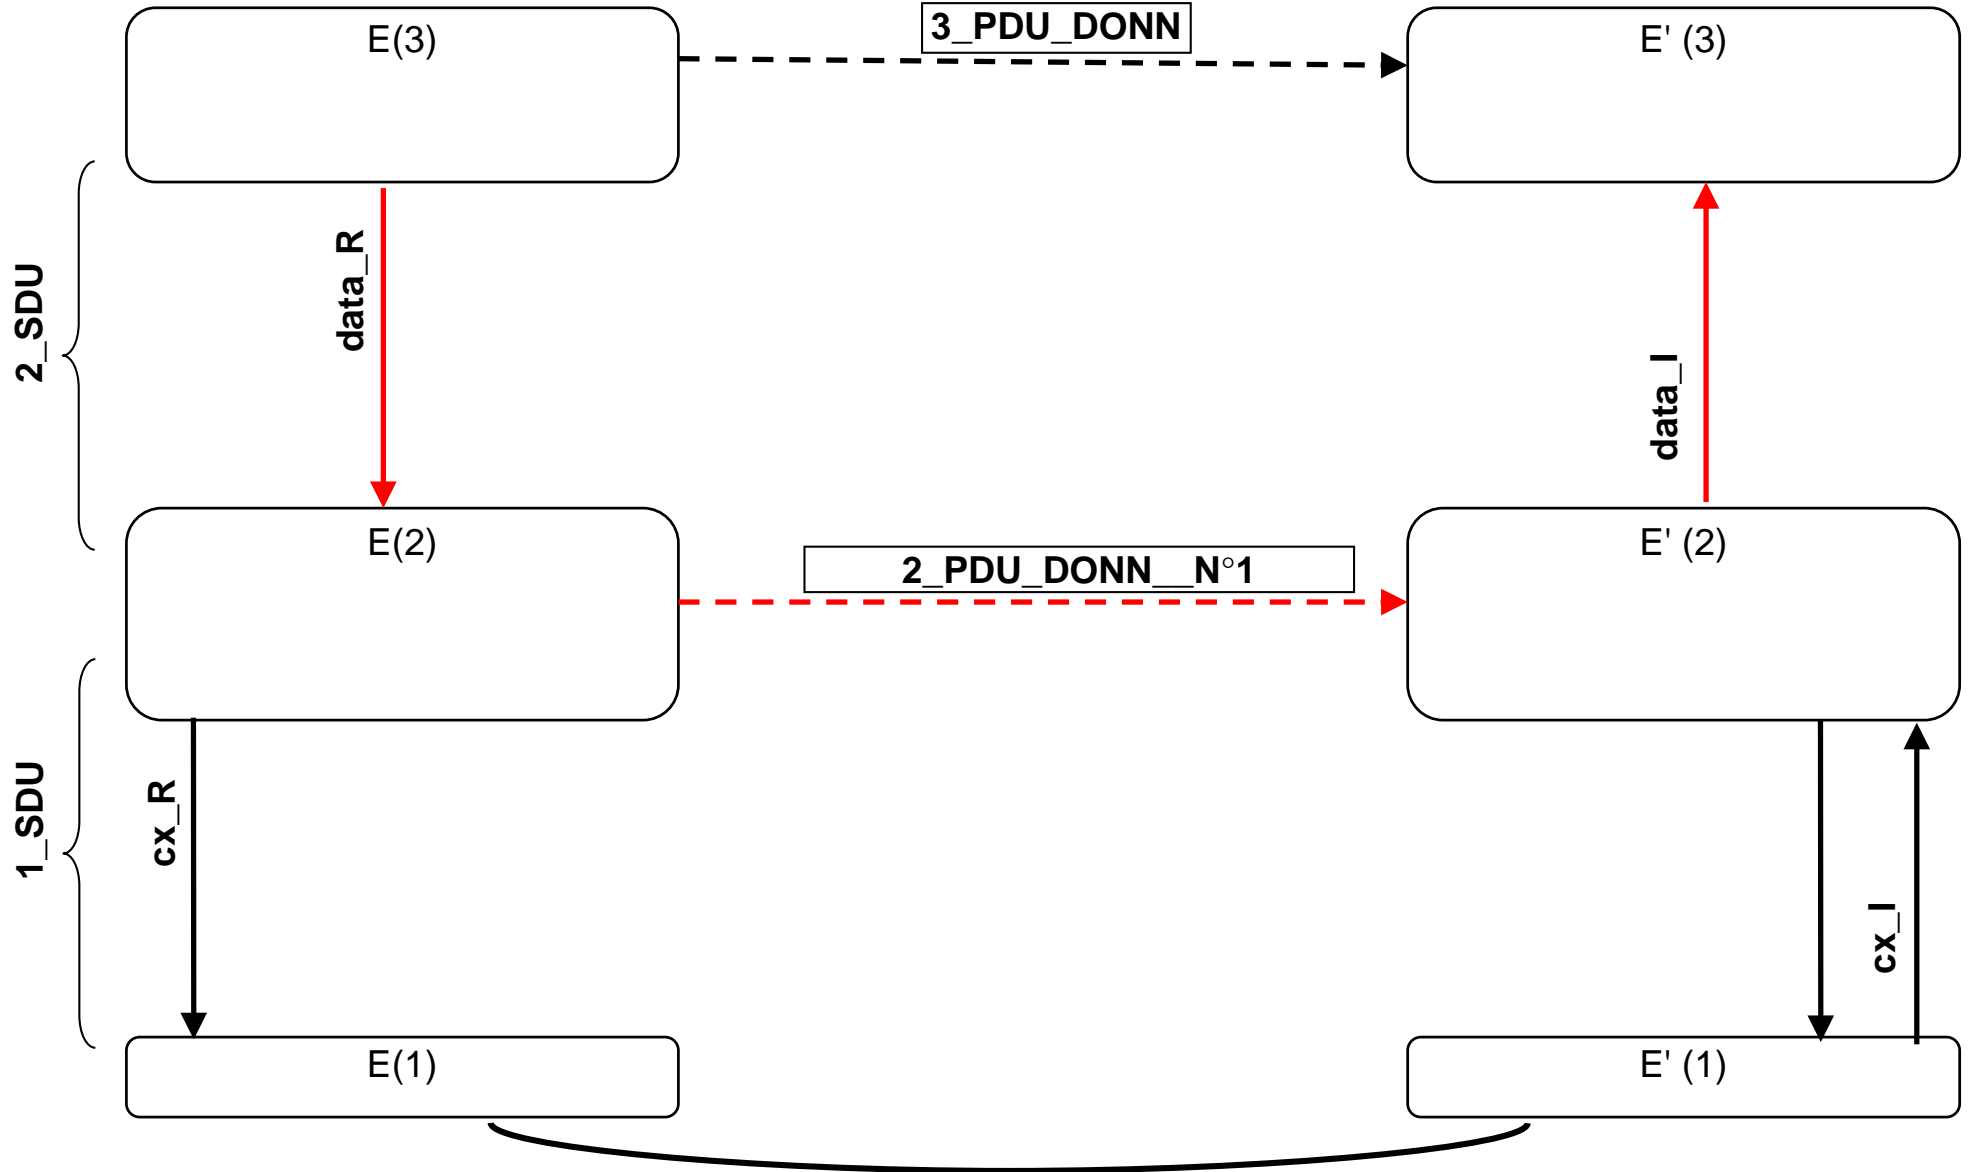 E(3)
3_PDU_DONN
E' (3)
2_SDU
data_R
data_I
E(2)
2_PDU_DONN__N°1
E' (2)
1_SDU
cx_R
cx_I
E(1)
E' (1)